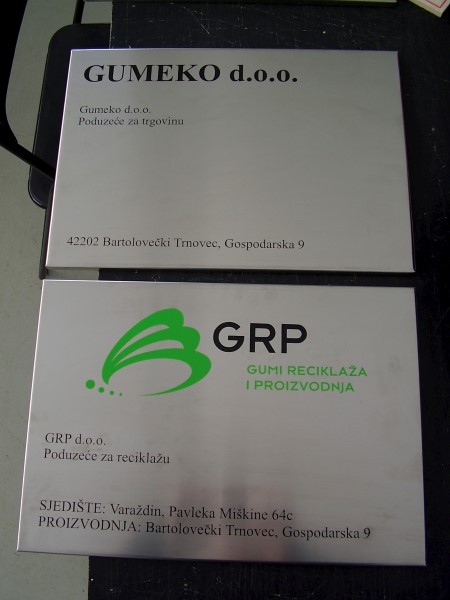 GUMEKO d.o.o.
Gumeko d.o.o.
Poduzeće za trgovinu
42202 Bartolovečki Trnovec, Gospodarska 9
GRP
GUMI RECIKLAŽA
I PROIZVODNJA
GRP d.o.o.
Poduzeće za reciklažu
SJEDIŠTE: Varaždin, Pavleka Miškine 64c
PROIZVODNJA: Bartolovečki Trnovec, Gospodarska 9